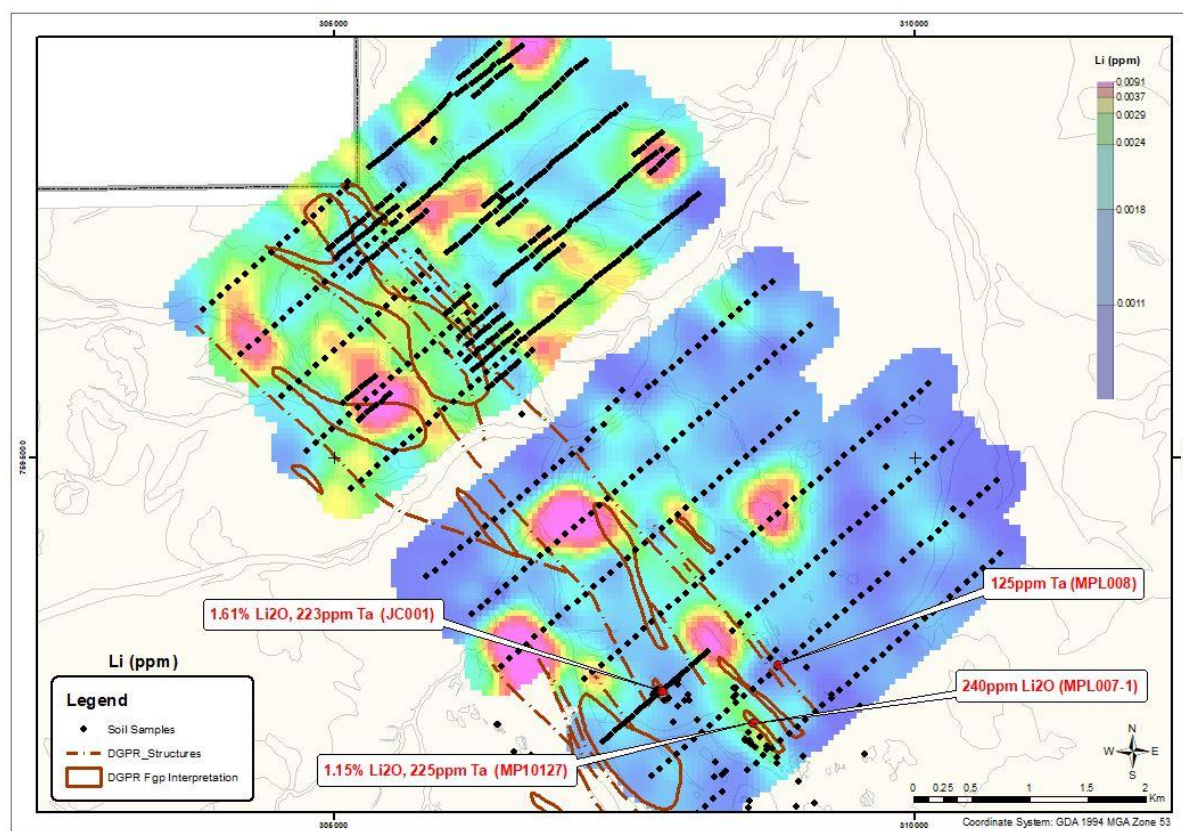 305000
310000
Li (ppm)
0.0091
0.0037
0.0029
0.0024
0.0018
0.0011
7595000
125ppm Ta (MPL008)
1.61% Li2O, 223ppm Ta (JC001)
240ppm Li2O (MPL007-1)
1.15% Li2O, 225ppm Ta (MP10127)
Li (ppm)
Legend
Soil Samples
DGPR_Structures
DGPR Fgp Interpretation
N
W E
S
0 0.25 0.5 1 1.5 2
Km
305000
310000
Coordinate System: GDA 1994 MGA Zone 53